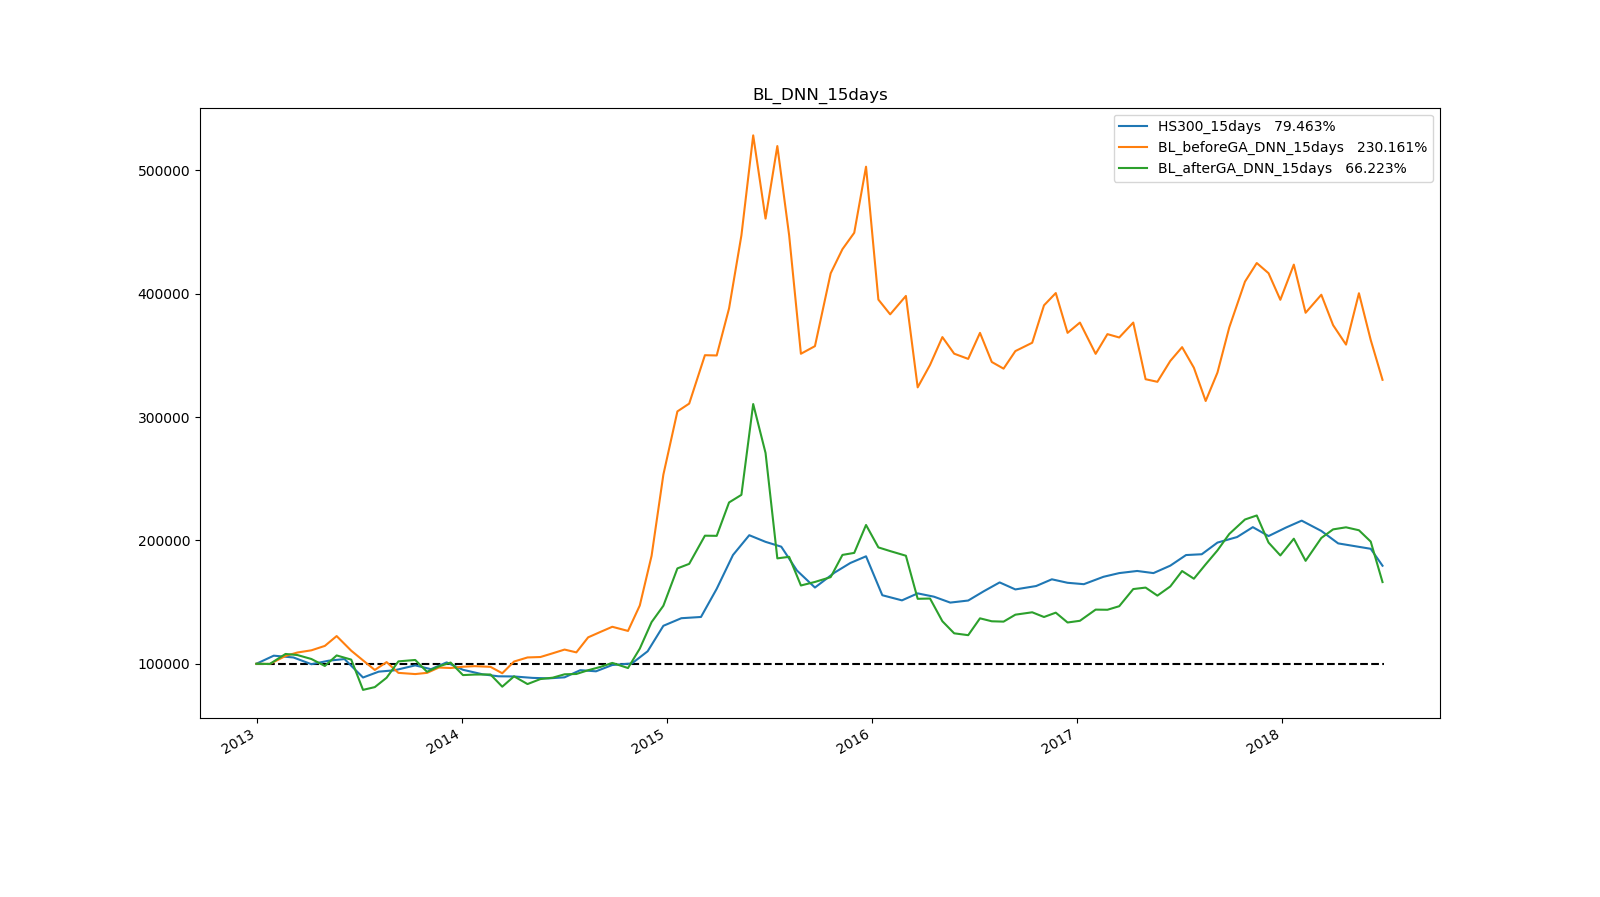 BL_DNN_15days
HS300_15days   79.463%
BL_beforeGA_DNN_15days   230.161%
BL_afterGA_DNN_15days   66.223%
500000
400000
300000
200000
100000
2013
2014
2015
2016
2017
2018